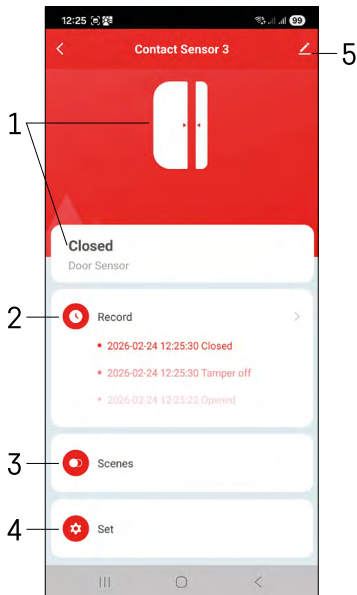 12:25 99
Contact Sensor 3
5
1
Closed
Door Sensor
2
Record
2026-02-24 12:25:30 Closed
2026-02-24 12:25:30 Tamper off
2026-02-24 12:25:22 Opened
3
Scenes
4
Set